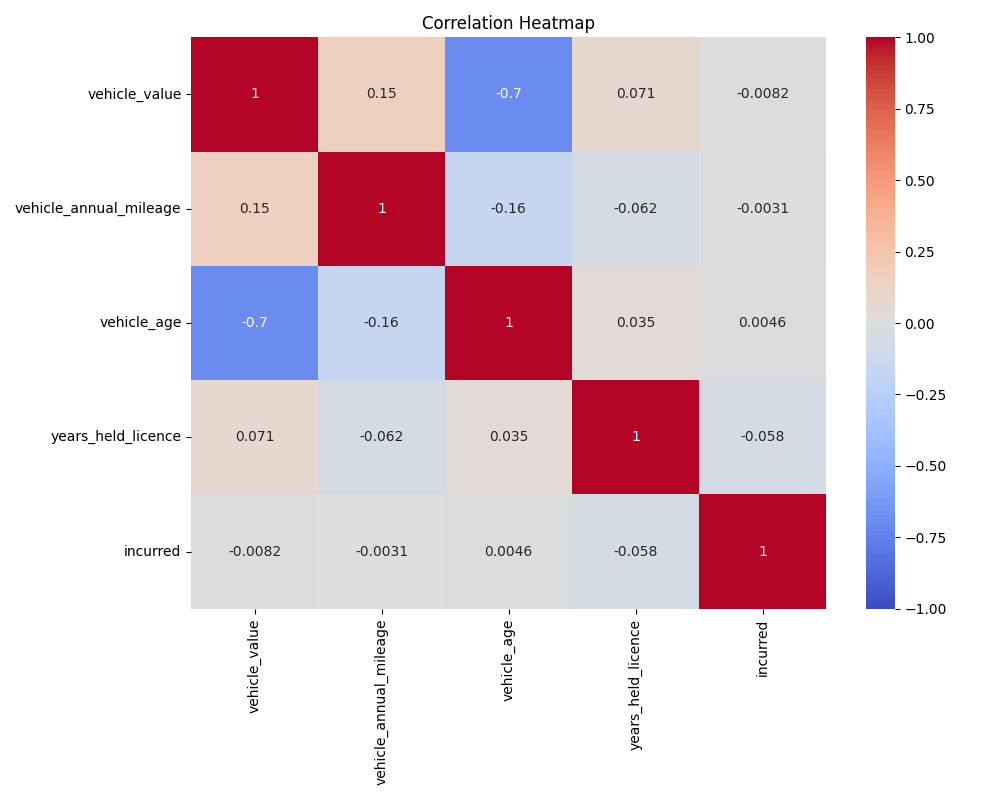 Correlation Heatmap
vehicle_value 1 0.15 -0.7 0.071 -0.0082
vehicle_annual_mileage 0.15 1 -0.16 -0.062 -0.0031
vehicle_age -0.7 -0.16 1 0.035 0.0046
years_held_licence 0.071 -0.062 0.035 1 -0.058
incurred -0.0082 -0.0031 0.0046 -0.058 1
vehicle_value
vehicle_annual_mileage
vehicle_age
years_held_licence
incurred
1.00
0.75
0.50
0.25
0.00
−0.25
−0.50
−0.75
−1.00